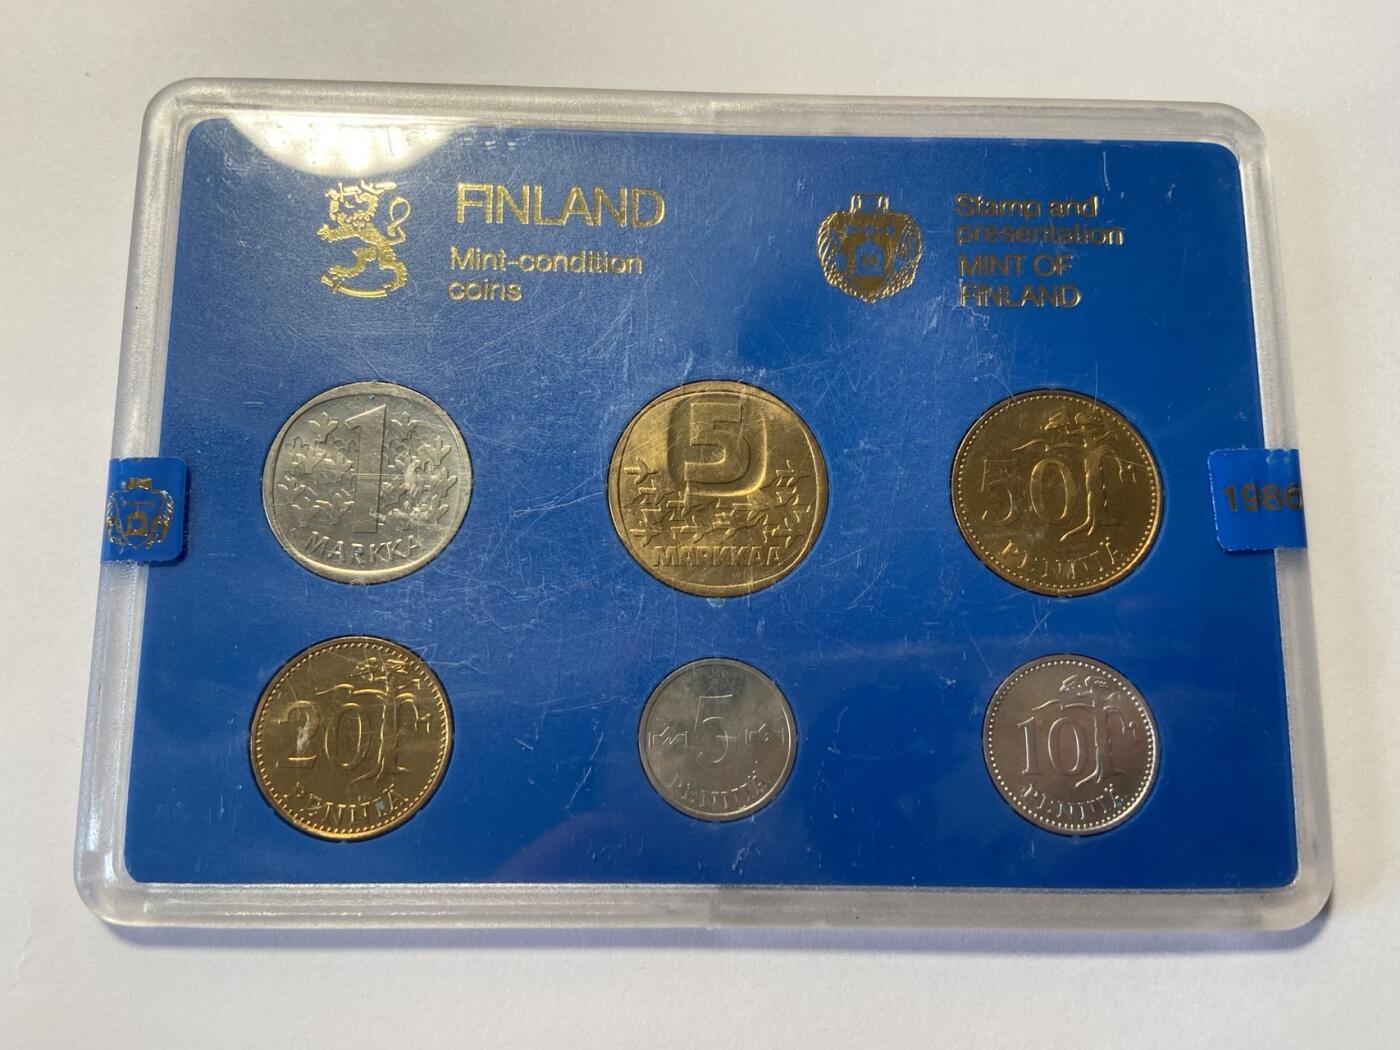 FINLAND
Mint-condition
coins
Stamp and
presentation
MINT OF
FINLAND
1
MARKKA
5
MARKKAA
50
PENNIÄ
1986
20
PENNIÄ
5
PENNIÄ
10
PENNIÄ